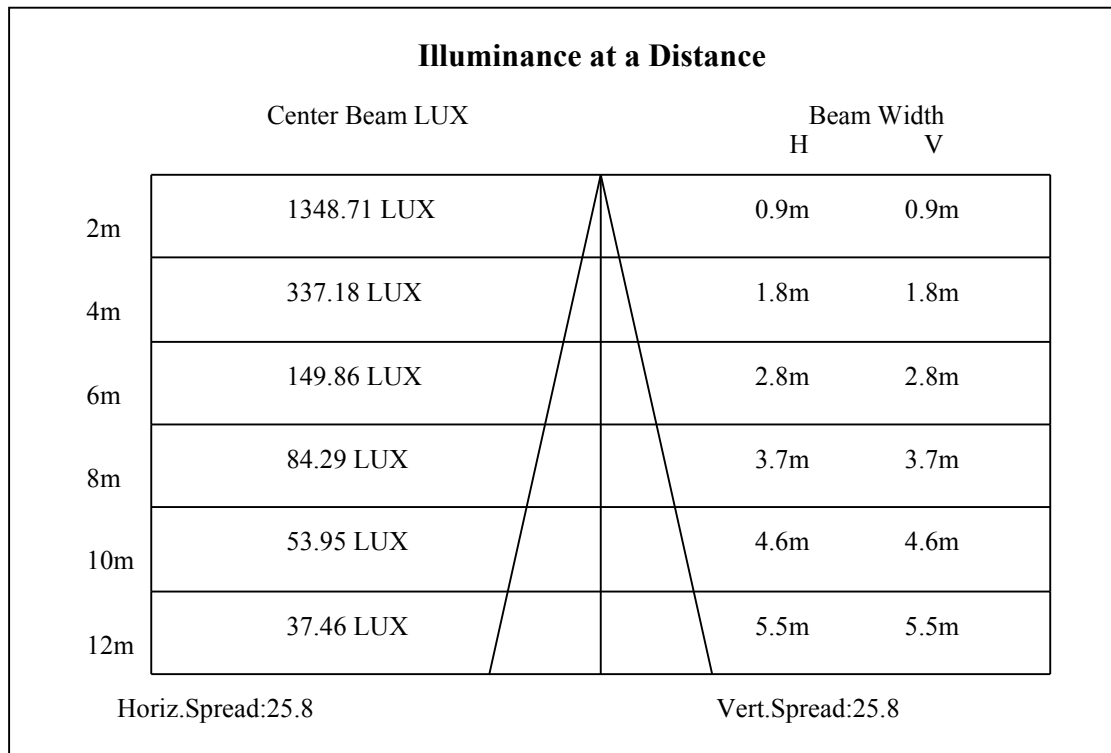 Illuminance at a Distance
Center Beam LUX Beam Width
H V
2m 1348.71 LUX 0.9m 0.9m
4m 337.18 LUX 1.8m 1.8m
6m 149.86 LUX 2.8m 2.8m
8m 84.29 LUX 3.7m 3.7m
10m 53.95 LUX 4.6m 4.6m
12m 37.46 LUX 5.5m 5.5m
Horiz.Spread:25.8 Vert.Spread:25.8